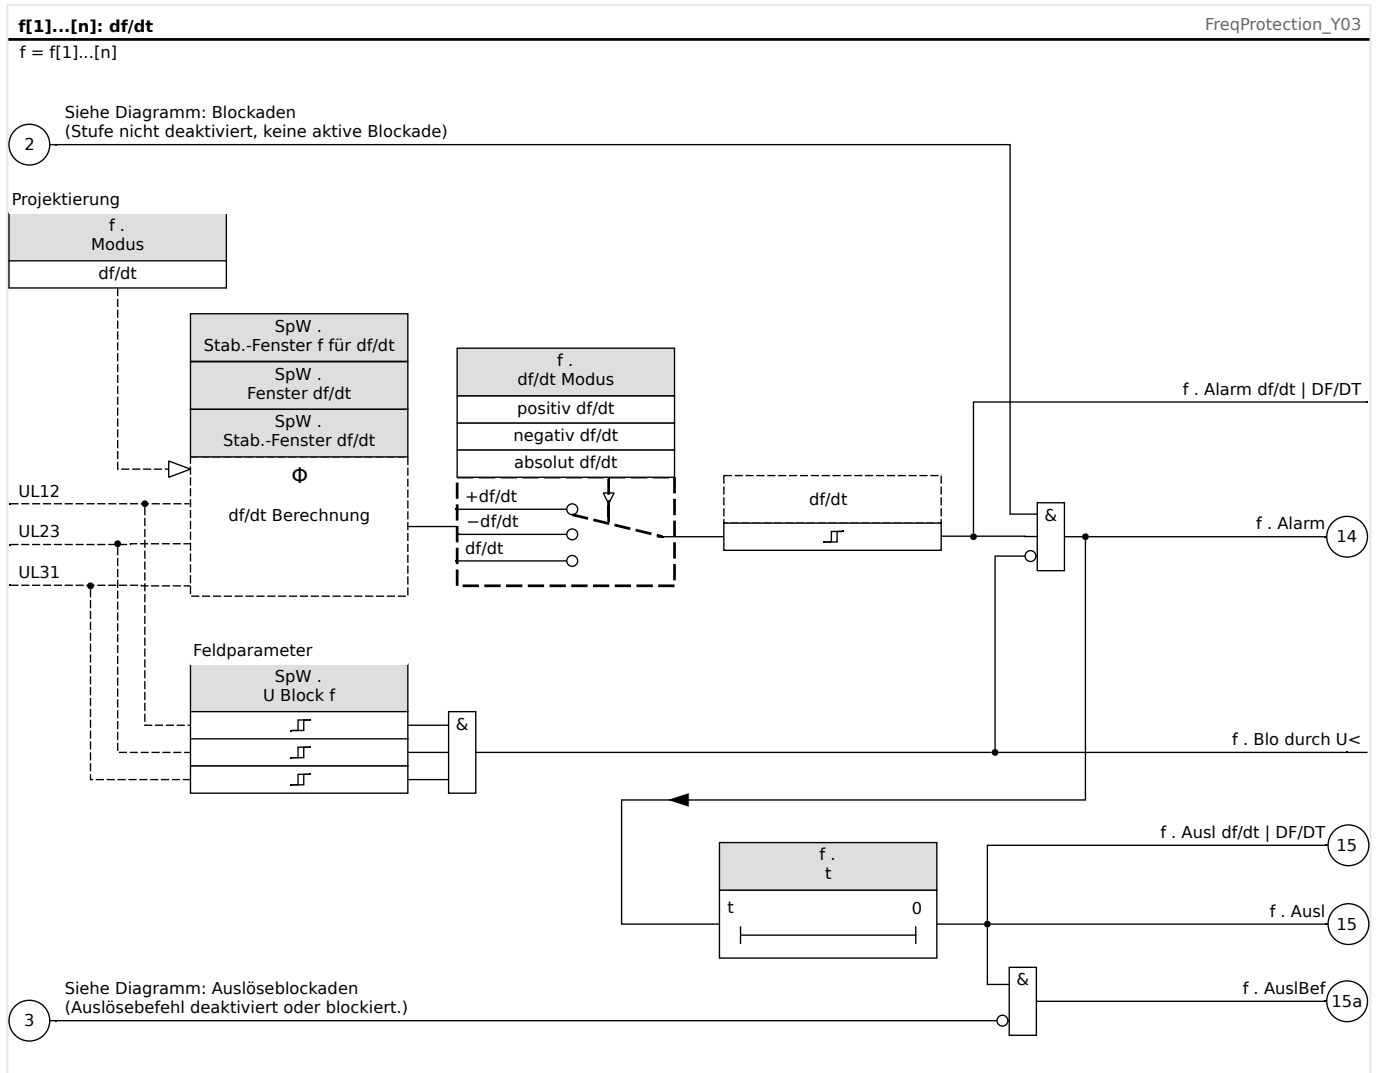 f[1]...[n]: df/dt
FreqProtection_Y03
f = f[1]...[n]
Siehe Diagramm: Blockaden
(Stufe nicht deaktiviert, keine aktive Blockade)
2
Projektierung
f .
Modus
df/dt
SpW .
Stab.-Fenster f für df/dt
SpW .
Fenster df/dt
SpW .
Stab.-Fenster df/dt
Φ
df/dt Berechnung
UL12
UL23
UL31
f .
df/dt Modus
positiv df/dt
negativ df/dt
absolut df/dt
+df/dt
−df/dt
df/dt
df/dt
f . Alarm df/dt | DF/DT
&
f . Alarm
14
Feldparameter
SpW .
U Block f
&
f . Blo durch U<
f .
t
t
0
f . Ausl df/dt | DF/DT
15
f . Ausl
15
Siehe Diagramm: Auslöseblockaden
(Auslösebefehl deaktiviert oder blockiert.)
3
&
f . AuslBef
15a